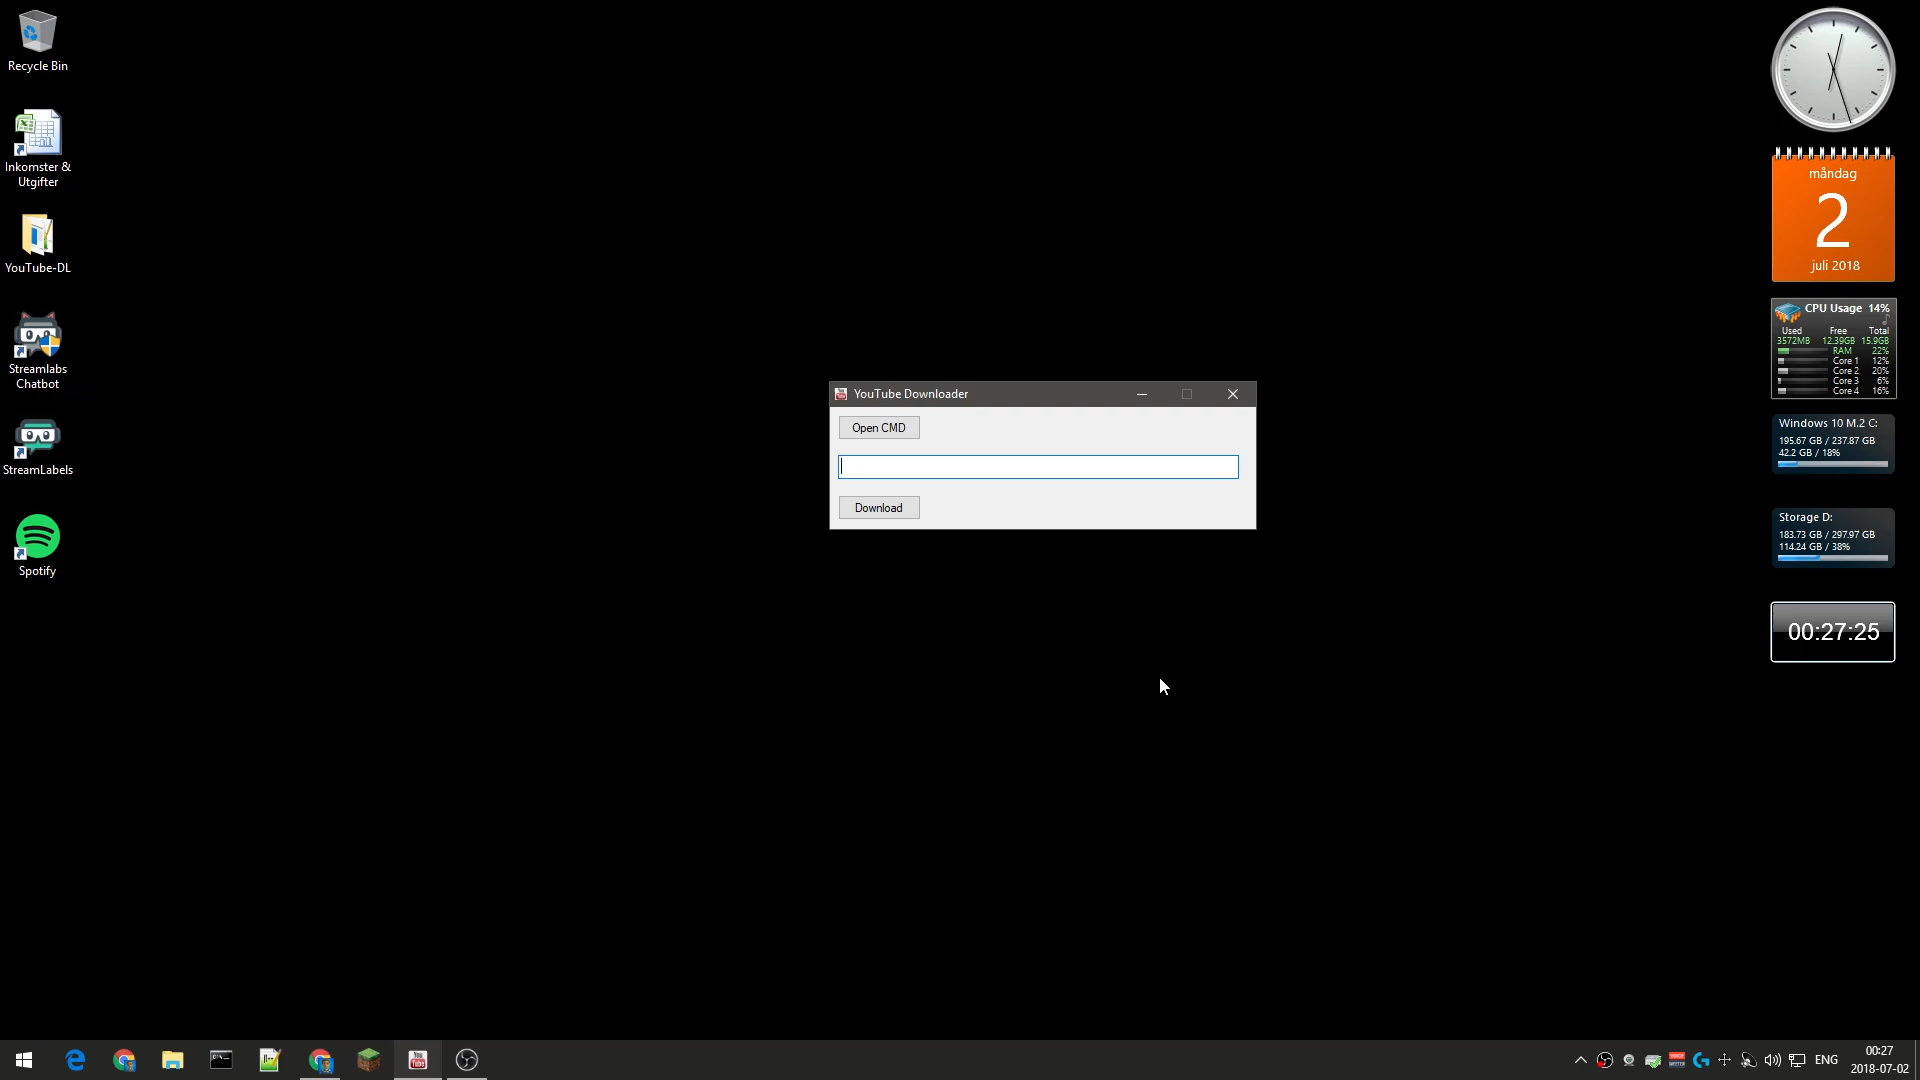 Recycle Bin
Inkomster &
Utgifter
YouTube-DL
Streamlabs
Chatbot
StreamLabels
Spotify
YouTube Downloader
Open CMD
Download
måndag
2
juli 2018
CPU Usage 14%
Used Free Total
3572MB 12.39GB 15.9GB
RAM 22%
Core 1 12%
Core 2 20%
Core 3 6%
Core 4 16%
Windows 10 M.2 C:
195.67 GB / 237.87 GB
42.2 GB / 18%
Storage D:
183.73 GB / 297.97 GB
114.24 GB / 38%
00:27:25
You
Tube
ENG
00:27
2018-07-02